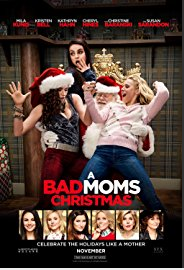 MILA KUNIS KRISTEN BELL KATHRYN HAHN CHERYL HINES CHRISTINE BARANSKI AND SUSAN SARANDON
A
BAD MOMS
CHRISTMAS
CELEBRATE THE HOLIDAYS LIKE A MOTHER
NOVEMBER